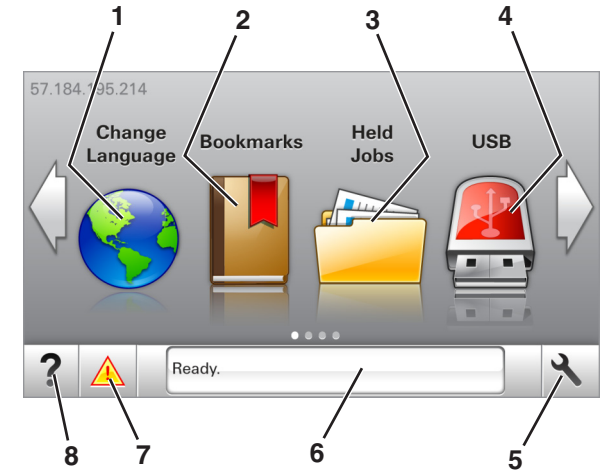 1 2 3 4
57.184.195.214
Change
Language
Bookmarks
Held
Jobs
USB
?
Ready.
8 7 6 5